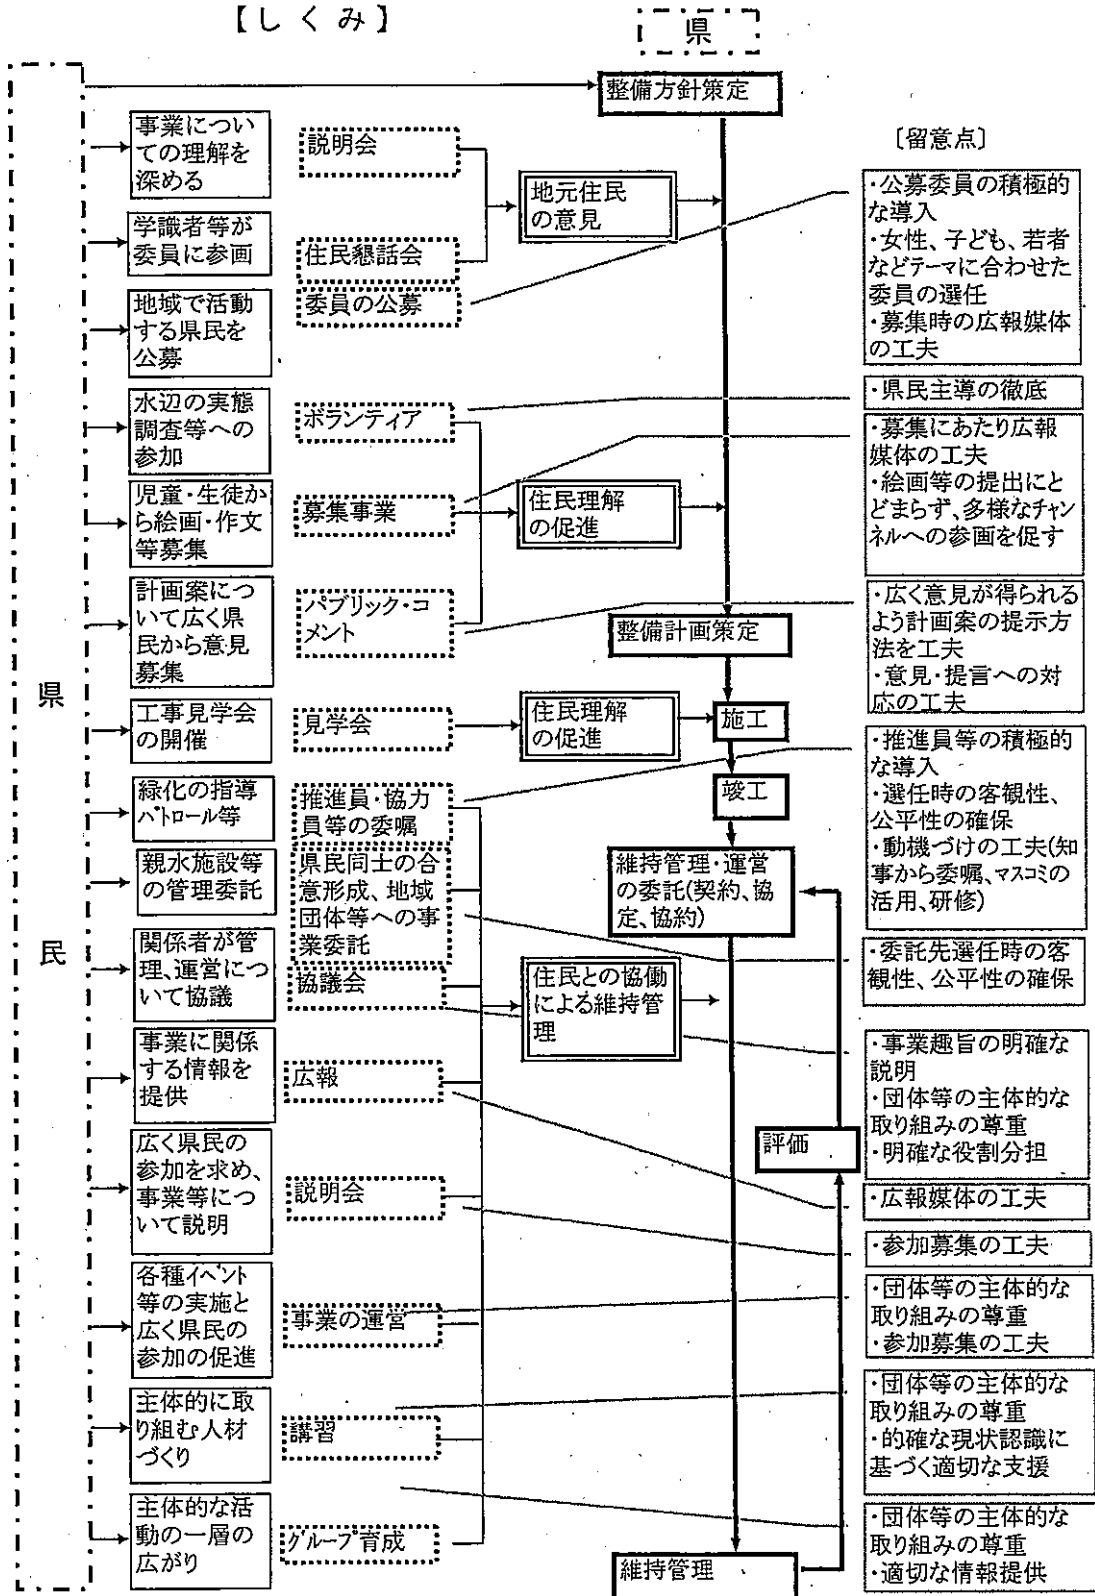 【しくみ】
県
県
民
整備方針策定
事業につい
ての理解を
深める
説明会
学識者等が
委員に参画
住民懇話会
地元住民
の意見
地域で活動
する県民を
公募
委員の公募
〔留意点〕
・公募委員の積極的
な導入
・女性、子ども、若者
などテーマに合わせた
委員の選任
・募集時の広報媒体
の工夫
水辺の実態
調査等への
参加
ボランティア
・県民主導の徹底
児童・生徒か
ら絵画・作文
等募集
募集事業
住民理解
の促進
・募集にあたり広報
媒体の工夫
・絵画等の提出にと
どまらず、多様なチャン
ネルへの参画を促す
計画案につ
いて広く県
民から意見
募集
パブリック・コ
メント
整備計画策定
・広く意見が得られる
よう計画案の提示方
法を工夫
・意見・提言への対
応の工夫
工事見学会
の開催
見学会
住民理解
の促進
施工
竣工
緑化の指導
パトロール等
推進員・協力
員等の委嘱
・推進員等の積極的
な導入
・選任時の客観性、
公平性の確保
・動機づけの工夫(知
事から委嘱、マスコミの
活用、研修)
親水施設等
の管理委託
県民同士の合
意形成、地域
団体等への事
業委託
維持管理・運営
の委託(契約、協
定、協約)
・委託先選任時の客
観性、公平性の確保
関係者が管
理、運営につ
いて協議
協議会
住民との協働
による維持管
理
・事業趣旨の明確な
説明
・団体等の主体的な
取り組みの尊重
・明確な役割分担
事業に関係
する情報を
提供
広報
評価
・広報媒体の工夫
広く県民の
参加を求め、
事業等につ
いて説明
説明会
・参加募集の工夫
各種イベント
等の実施と
広く県民の
参加の促進
事業の運営
・団体等の主体的な
取り組みの尊重
・参加募集の工夫
主体的に取
り組む人材
づくり
講習
・団体等の主体的な
取り組みの尊重
・的確な現状認識に
基づく適切な支援
主体的な活
動の一層の
広がり
グループ育成
維持管理
・団体等の主体的な
取り組みの尊重
・適切な情報提供